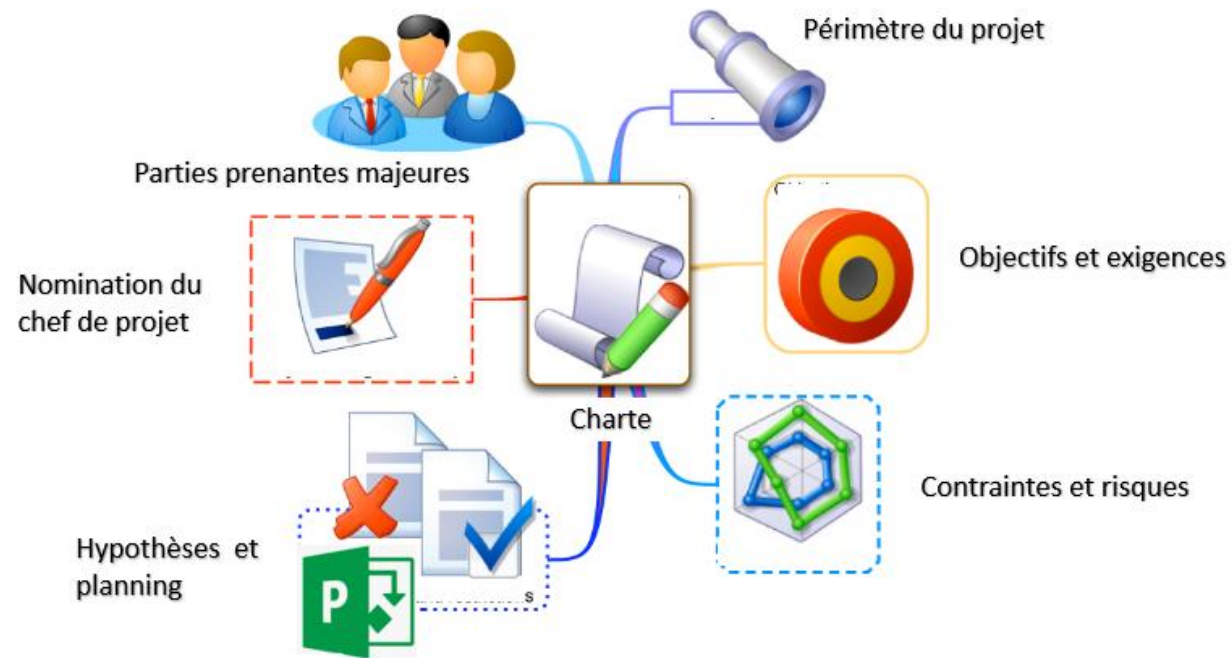 Périmètre du projet
Parties prenantes majeures
Objectifs et exigences
Nomination du
chef de projet
Charte
Contraintes et risques
Hypothèses et
planning
P
s